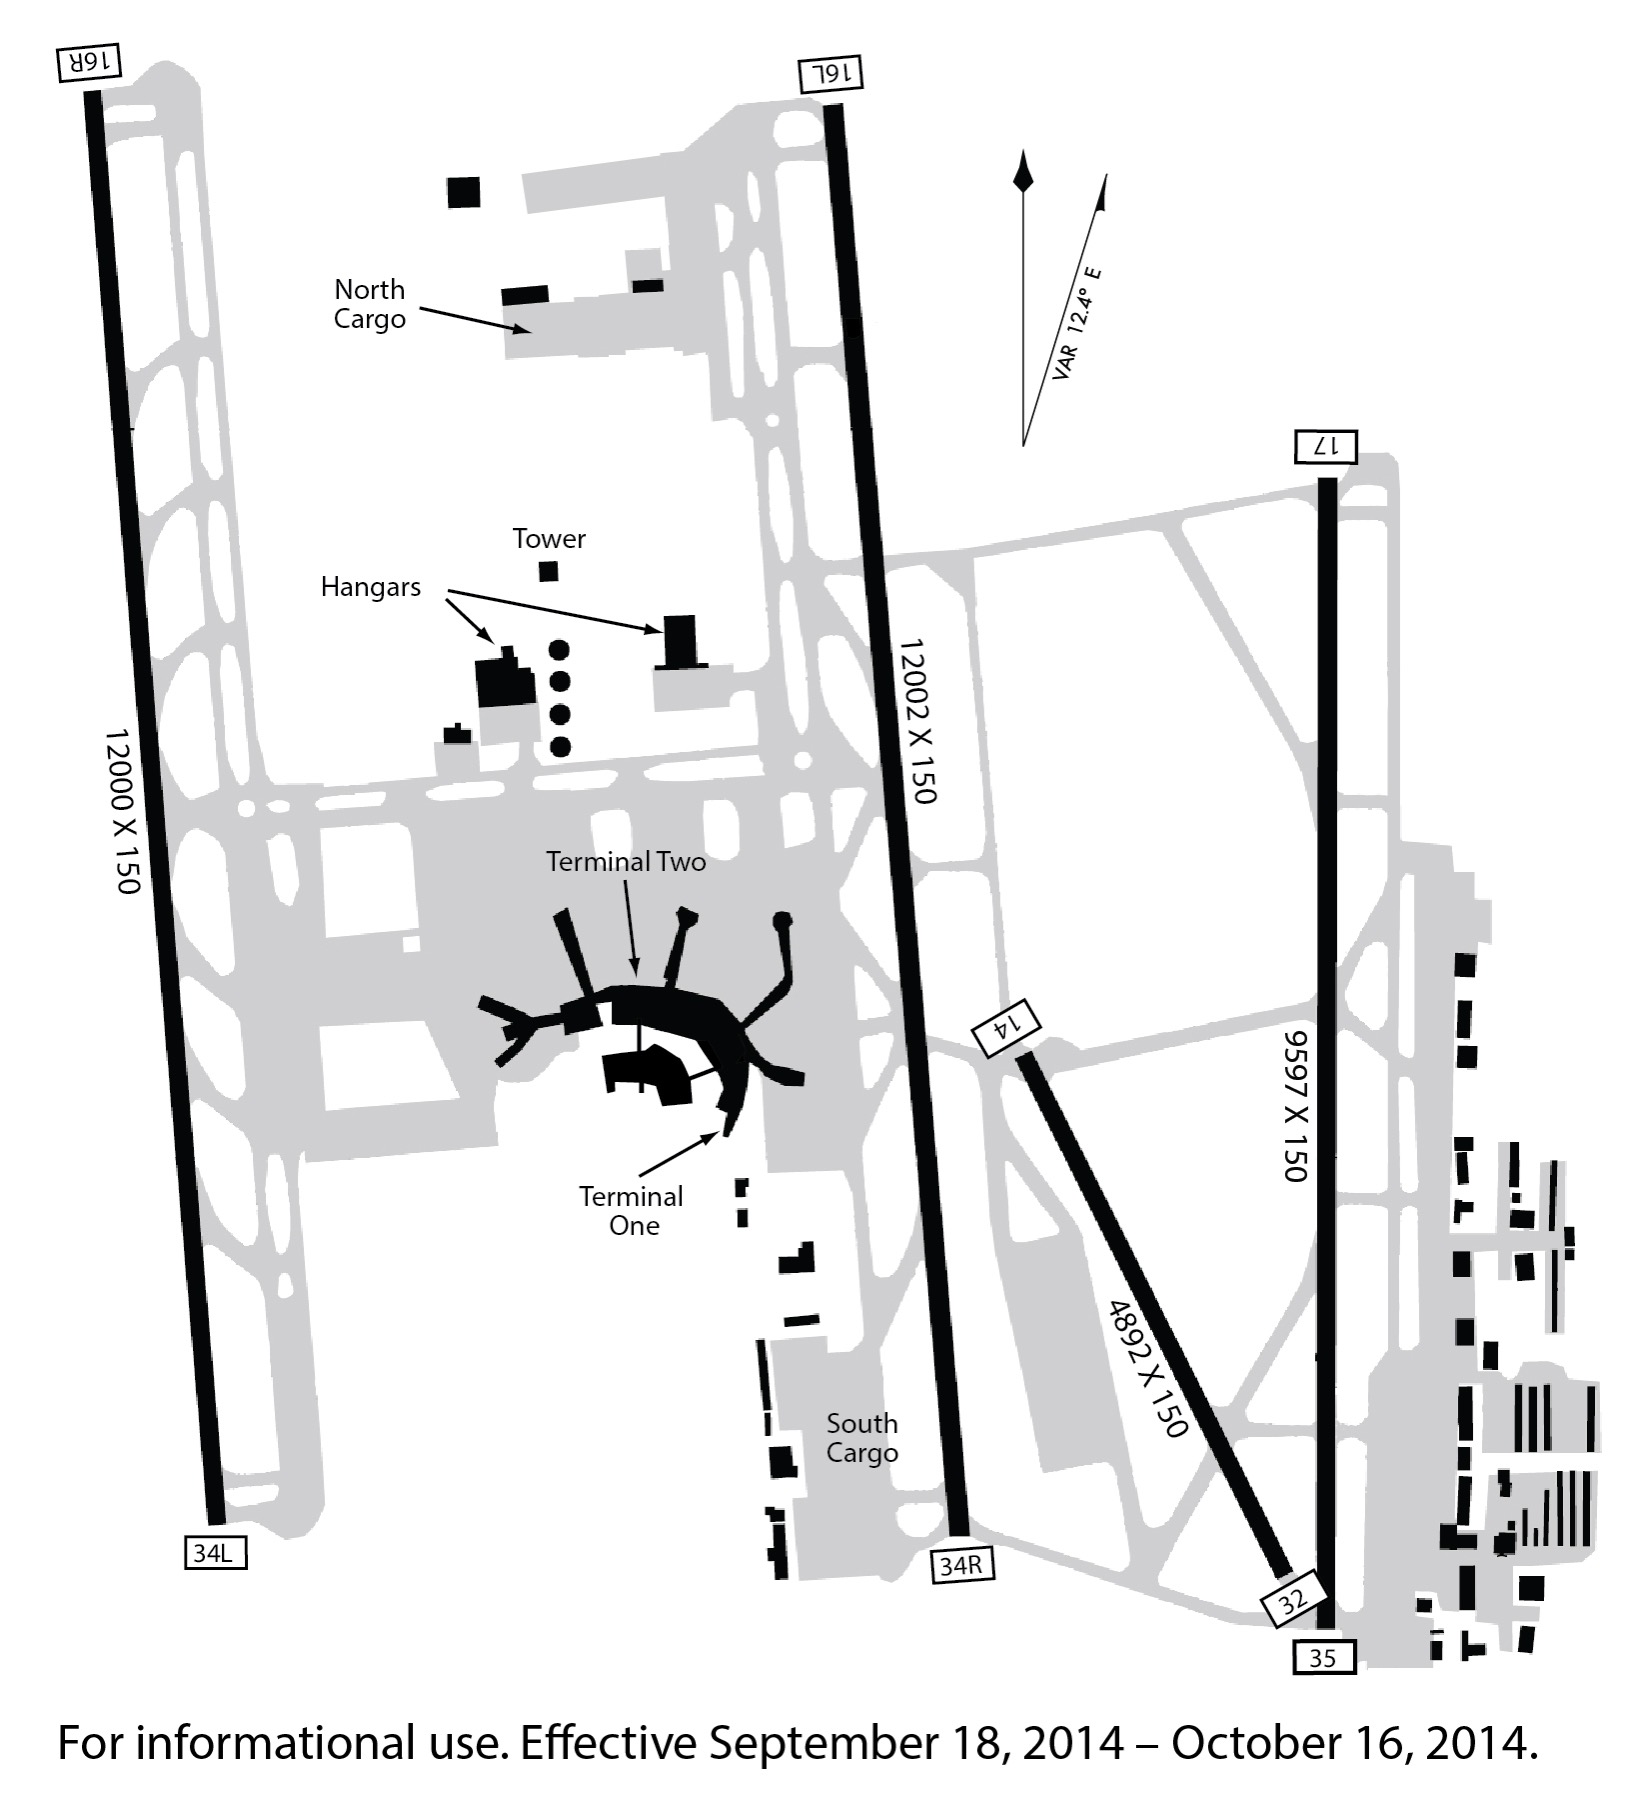 16R
16L
North
Cargo
VAR 12.4° E
17
Tower
Hangars
12002 X 150
12000 X 150
Terminal Two
14
9597 X 150
Terminal
One
4892 X 150
South
Cargo
34L
34R
32
35
For informational use. Effective September 18, 2014 – October 16, 2014.